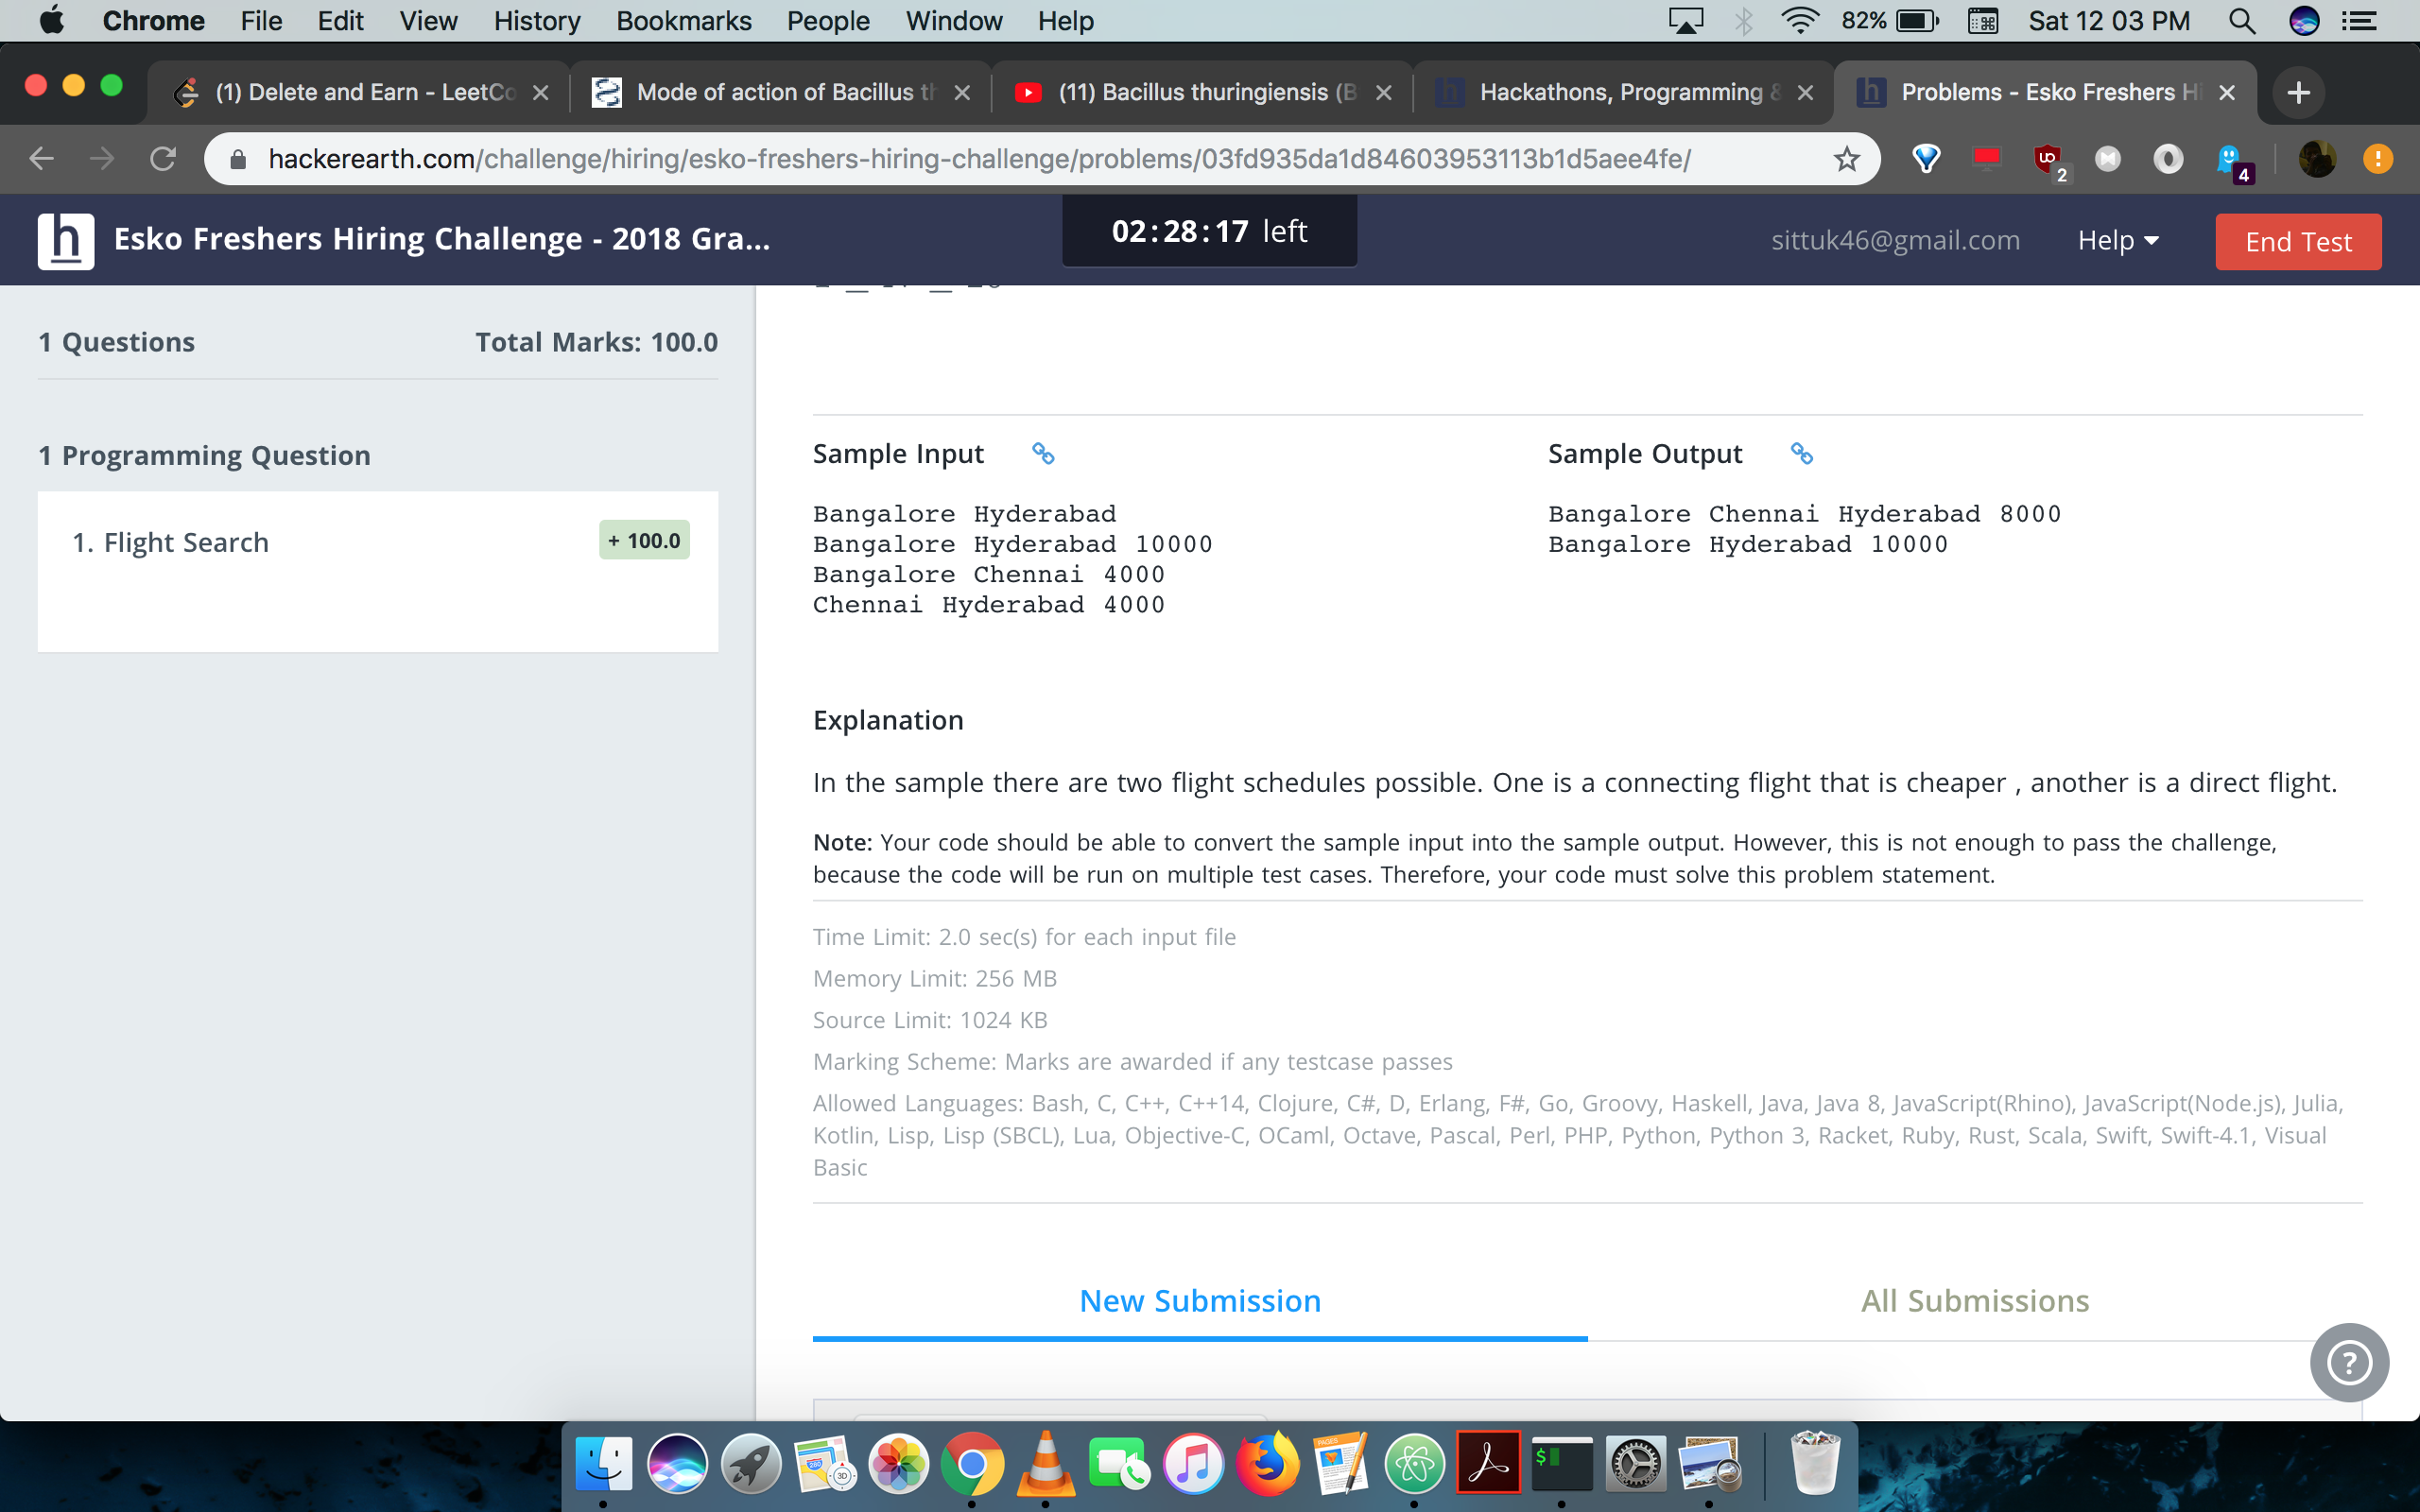 Chrome File Edit View History Bookmarks People Window Help 82% Sat 12 03 PM
(1) Delete and Earn - LeetCo
Mode of action of Bacillus th
(11) Bacillus thuringiensis (B
Hackathons, Programming &
Problems - Esko Freshers Hi
hackerearth.com/challenge/hiring/esko-freshers-hiring-challenge/problems/03fd935da1d84603953113b1d5aee4fe/
2
4
h Esko Freshers Hiring Challenge - 2018 Gra...
02:28:17 left
sittuk46@gmail.com
Help
End Test
1 Questions Total Marks: 100.0
1 Programming Question
1. Flight Search + 100.0
Sample Input
Bangalore Hyderabad
Bangalore Hyderabad 10000
Bangalore Chennai 4000
Chennai Hyderabad 4000
Sample Output
Bangalore Chennai Hyderabad 8000
Bangalore Hyderabad 10000
Explanation
In the sample there are two flight schedules possible. One is a connecting flight that is cheaper , another is a direct flight.
Note: Your code should be able to convert the sample input into the sample output. However, this is not enough to pass the challenge,
because the code will be run on multiple test cases. Therefore, your code must solve this problem statement.
Time Limit: 2.0 sec(s) for each input file
Memory Limit: 256 MB
Source Limit: 1024 KB
Marking Scheme: Marks are awarded if any testcase passes
Allowed Languages: Bash, C, C++, C++14, Clojure, C#, D, Erlang, F#, Go, Groovy, Haskell, Java, Java 8, JavaScript(Rhino), JavaScript(Node.js), Julia,
Kotlin, Lisp, Lisp (SBCL), Lua, Objective-C, OCaml, Octave, Pascal, Perl, PHP, Python, Python 3, Racket, Ruby, Rust, Scala, Swift, Swift-4.1, Visual
Basic
New Submission All Submissions
?